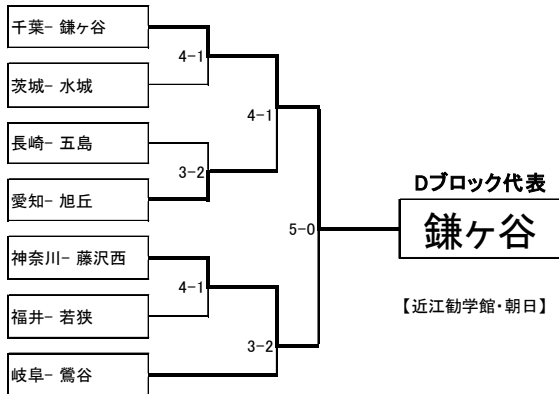 千葉- 鎌ヶ谷
4-1
茨城- 水城
4-1
長崎- 五島
3-2
愛知- 旭丘
5-0
Dブロック代表
鎌ヶ谷
神奈川- 藤沢西
4-1
福井- 若狭
【近江勧学館・朝日】
3-2
岐阜- 鶯谷